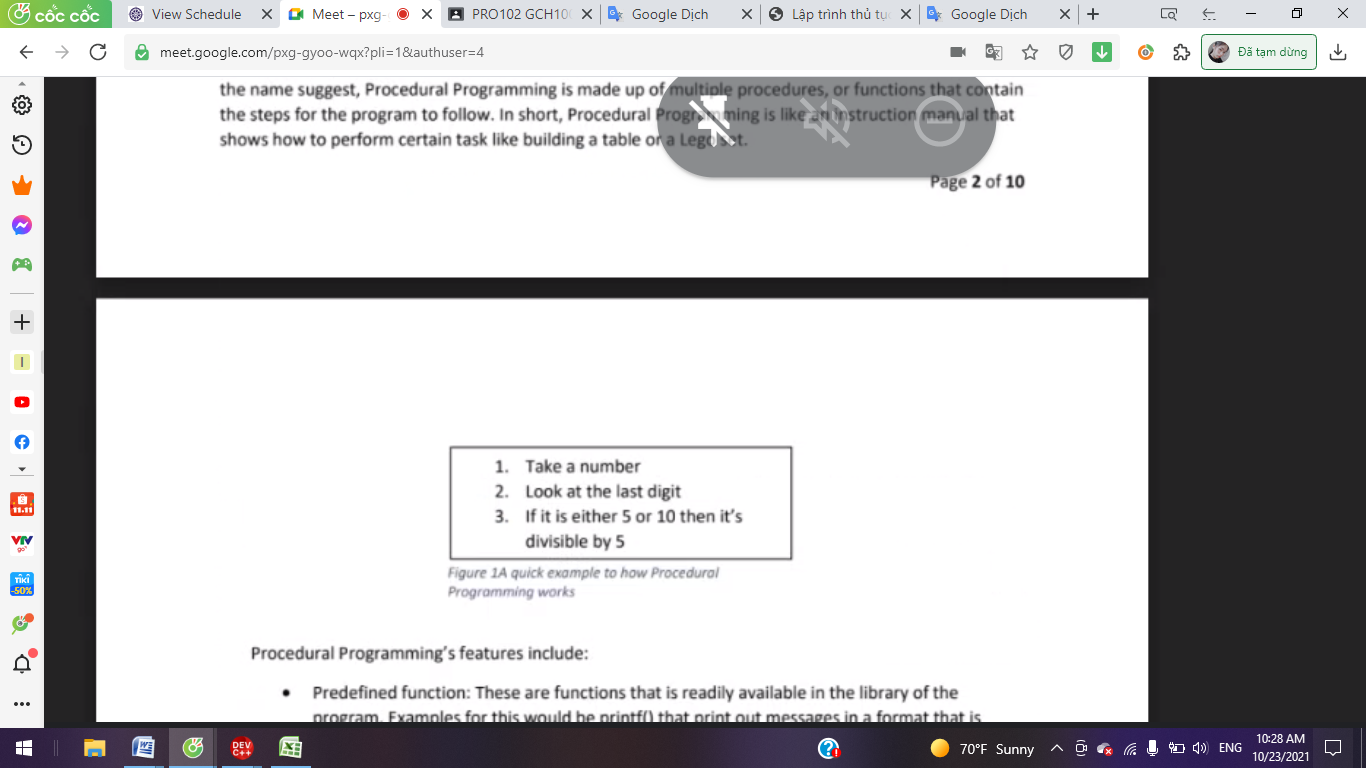 CỐC CỐC
View Schedule
Meet – pxg-
PRO102 GCH10
Google Dịch
Lập trình thủ tục
Google Dịch
meet.google.com/pxg-gyoo-wqx?pli=1&authuser=4
Đã tạm dừng
the name suggest, Procedural Programming is made up of multiple procedures, or functions that contain
the steps for the program to follow. In short, Procedural Programming is like an instruction manual that
shows how to perform certain task like building a table or a Lego set.
Page 2 of 10
1. Take a number
2. Look at the last digit
3. If it is either 5 or 10 then it's
divisible by 5
Figure 1A quick example to how Procedural
Programming works
Procedural Programming's features include:
• Predefined function: These are functions that is readily available in the library of the
program. Examples for this would be printf() that print out messages in a format that is
I
11.11
VTV
go
TIKI
-50%
DEV
C++
70°F Sunny
ENG
10:28 AM
10/23/2021